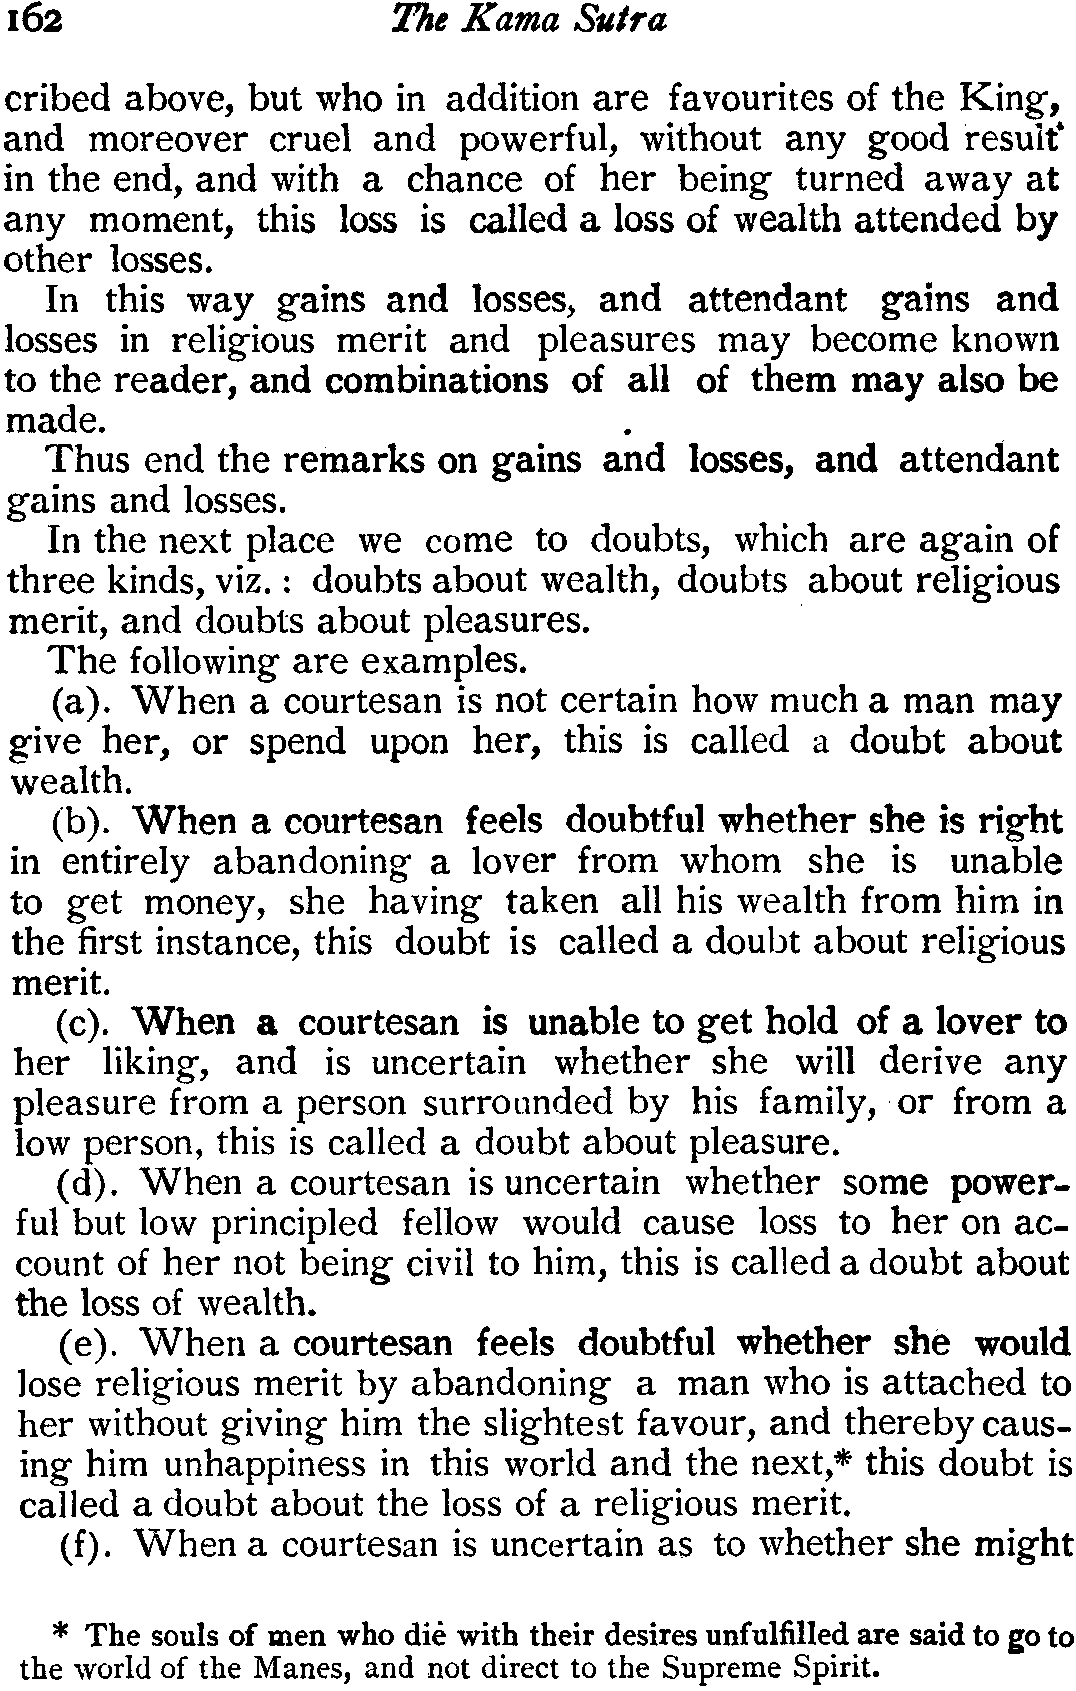 162 The Kama Sutra
cribed above, but who in addition are favourites of the King,
and moreover cruel and powerful, without any good result
in the end, and with a chance of her being turned away at
any moment, this loss is called a loss of wealth attended by
other losses.
In this way gains and losses, and attendant gains and
losses in religious merit and pleasures may become known
to the reader, and combinations of all of them may also be
made.
Thus end the remarks on gains and losses, and attendant
gains and losses.
In the next place we come to doubts, which are again of
three kinds, viz. : doubts about wealth, doubts about religious
merit, and doubts about pleasures.
The following are examples.
(a). When a courtesan is not certain how much a man may
give her, or spend upon her, this is called a doubt about
wealth.
(b). When a courtesan feels doubtful whether she is right
in entirely abandoning a lover from whom she is unable
to get money, she having taken all his wealth from him in
the first instance, this doubt is called a doubt about religious
merit.
(c). When a courtesan is unable to get hold of a lover to
her liking, and is uncertain whether she will derive any
pleasure from a person surrounded by his family, or from a
low person, this is called a doubt about pleasure.
(d). When a courtesan is uncertain whether some power-
ful but low principled fellow would cause loss to her on ac-
count of her not being civil to him, this is called a doubt about
the loss of wealth.
(e). When a courtesan feels doubtful whether she would
lose religious merit by abandoning a man who is attached to
her without giving him the slightest favour, and thereby caus-
ing him unhappiness in this world and the next,* this doubt is
called a doubt about the loss of a religious merit.
(f). When a courtesan is uncertain as to whether she might
* The souls of men who die with their desires unfulfilled are said to go to
the world of the Manes, and not direct to the Supreme Spirit.